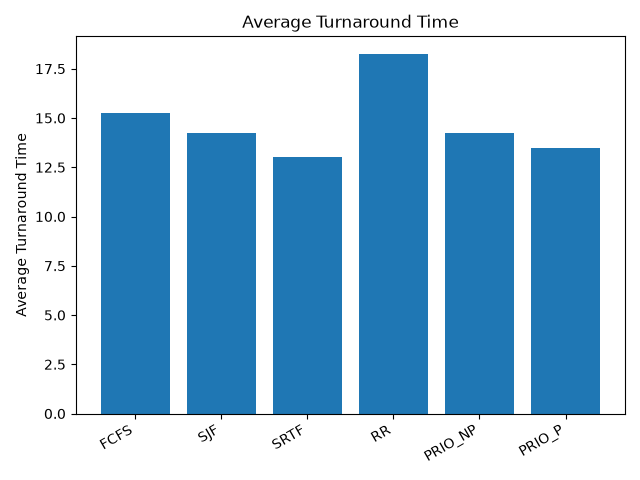 Average Turnaround Time
Average Turnaround Time
17.5
15.0
12.5
10.0
7.5
5.0
2.5
0.0
FCFS
SJF
SRTF
RR
PRIO_NP
PRIO_P